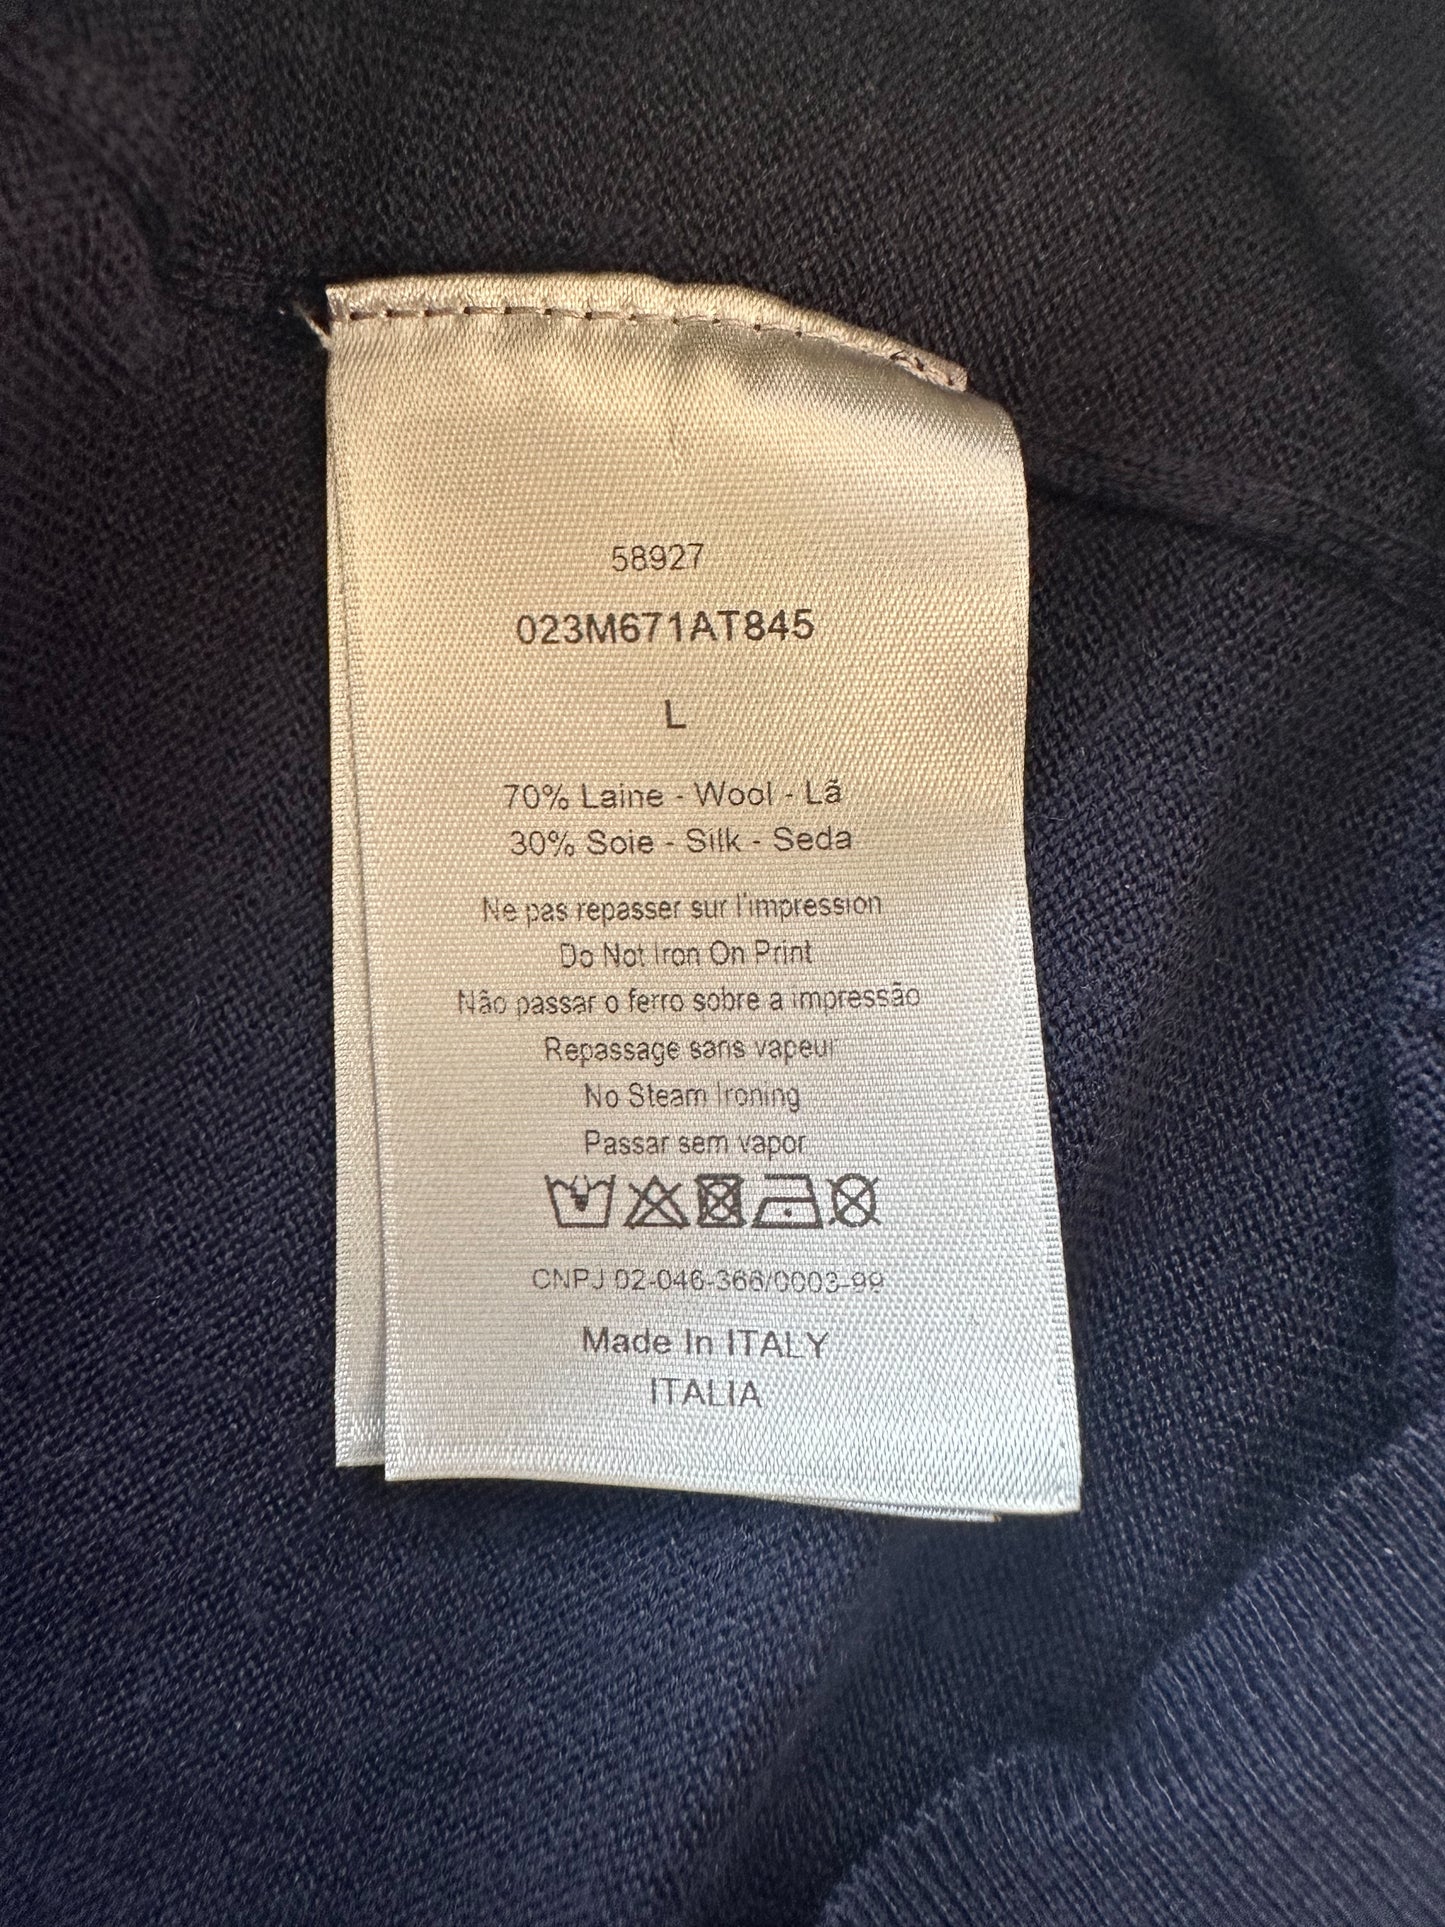 58927
023M671AT845
L
70% Laine - Wool - Lã
30% Soie - Silk - Seda
Ne pas repasser sur l'impression
Do Not Iron On Print
Não passar o ferro sobre a impressão
Repassage sans vapeur
No Steam Ironing
Passar sem vapor
CNPJ 02-046-366/0003-99
Made In ITALY
ITALIA